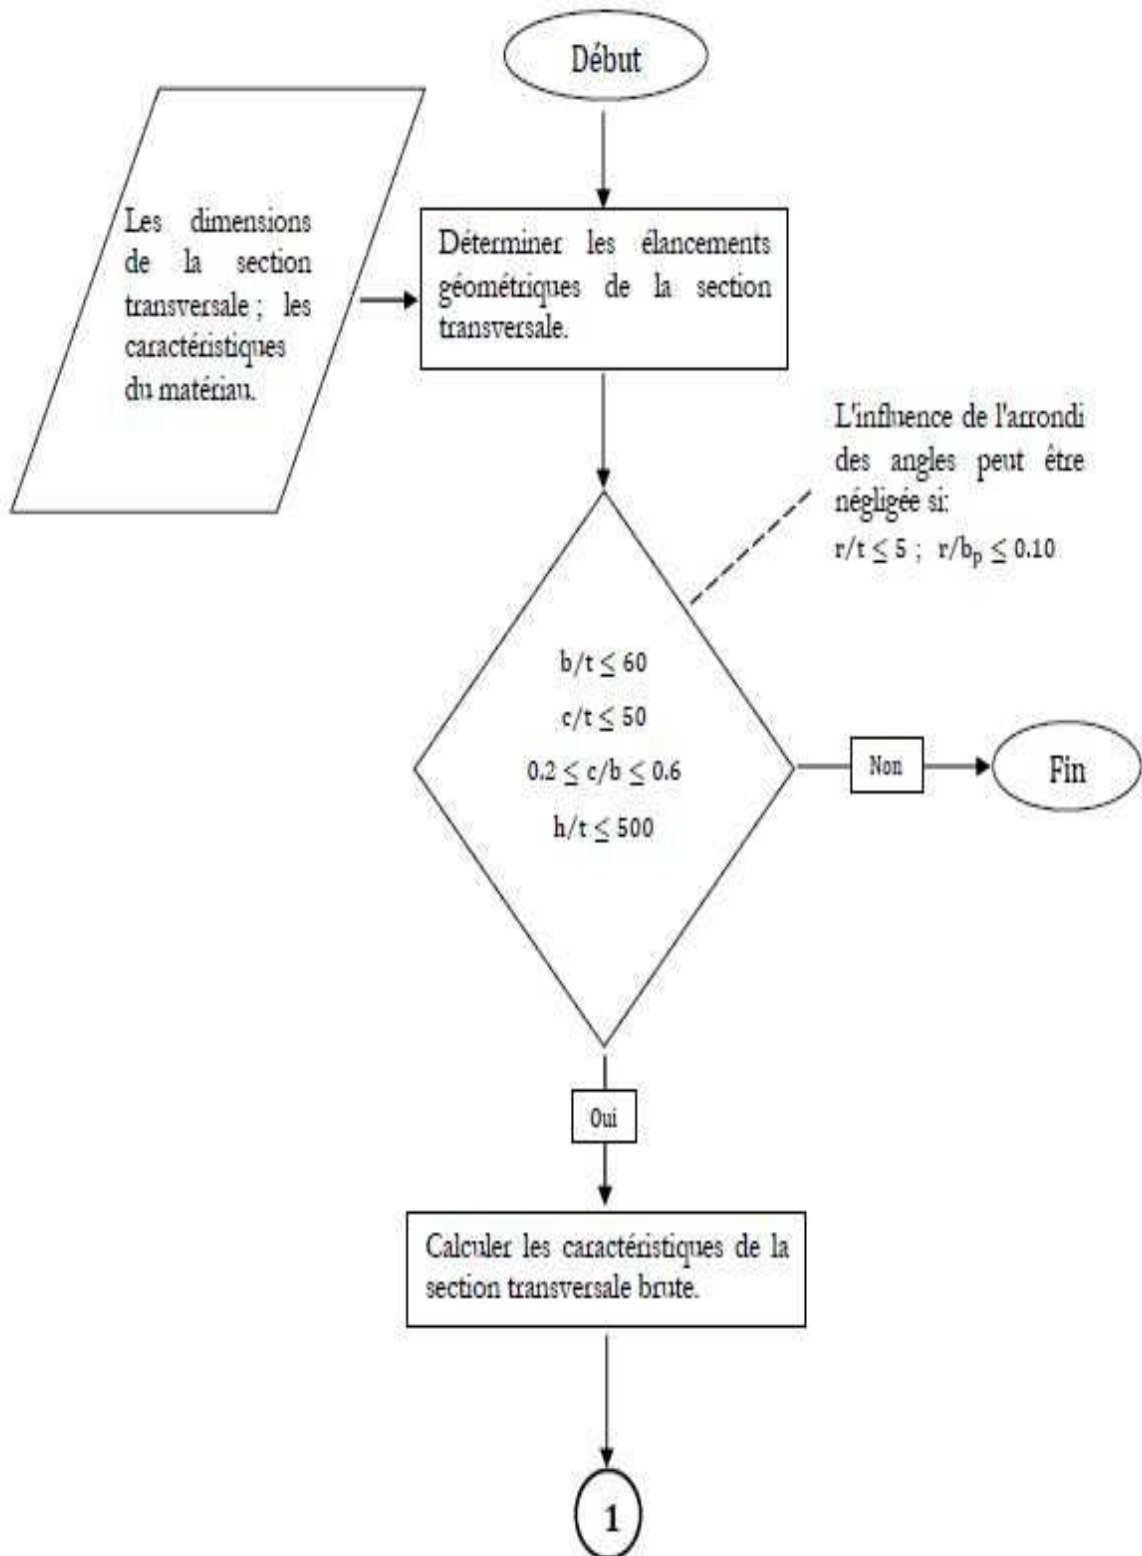 Début
Les dimensions
de la section
transversale ; les
caractéristiques
du matériau.
Déterminer les élancements
géométriques de la section
transversale.
L'influence de l'arrondi
des angles peut être
négligée si:
r/t ≤ 5 ; r/bₚ ≤ 0.10
b/t ≤ 60
c/t ≤ 50
0.2 ≤ c/b ≤ 0.6
h/t ≤ 500
Non
Fin
Oui
Calculer les caractéristiques de la
section transversale brute.
1